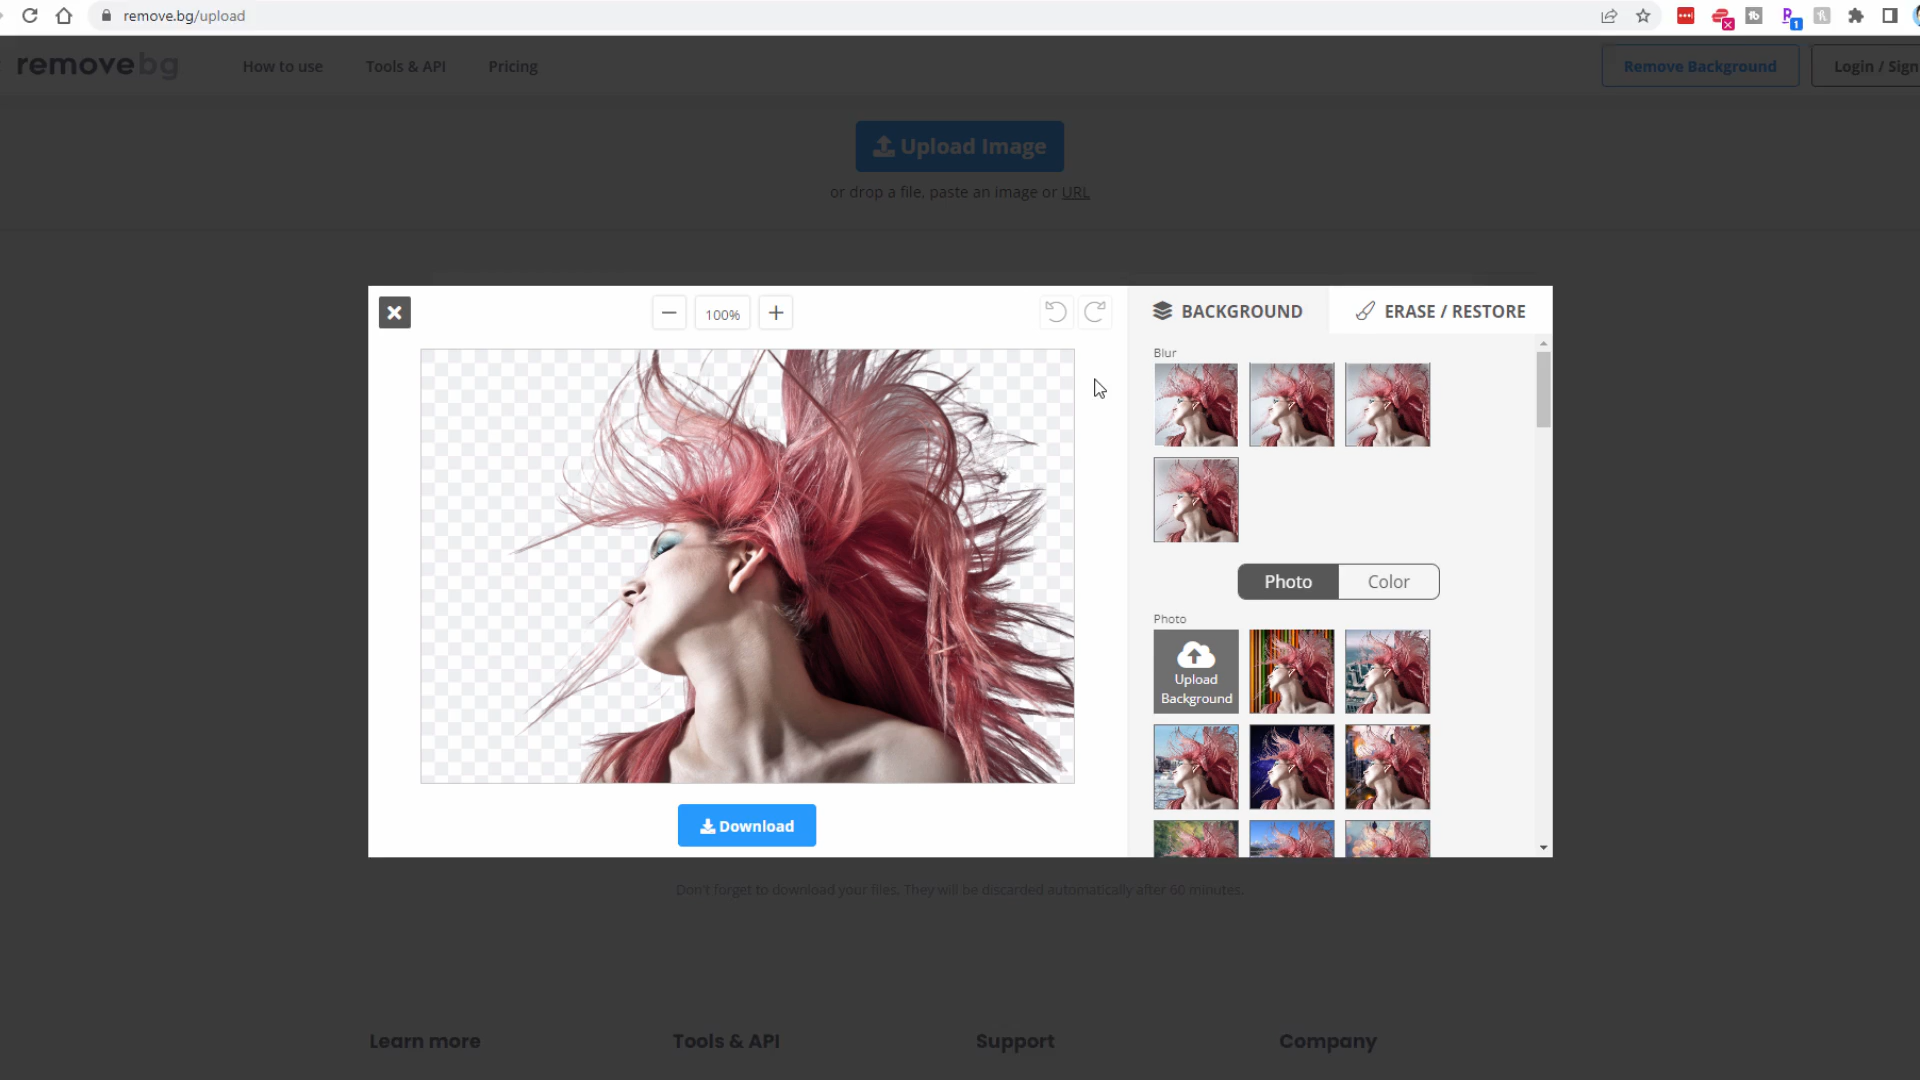 remove.bg/upload
1
removebg
How to use
Tools & API
Pricing
Remove Background
Login / Sign
Upload Image
or drop a file, paste an image or URL
100%
BACKGROUND
ERASE / RESTORE
Blur
Photo
Color
Photo
Upload
Background
Download
Don't forget to download your files. They will be discarded automatically after 60 minutes.
Learn more
Tools & API
Support
Company